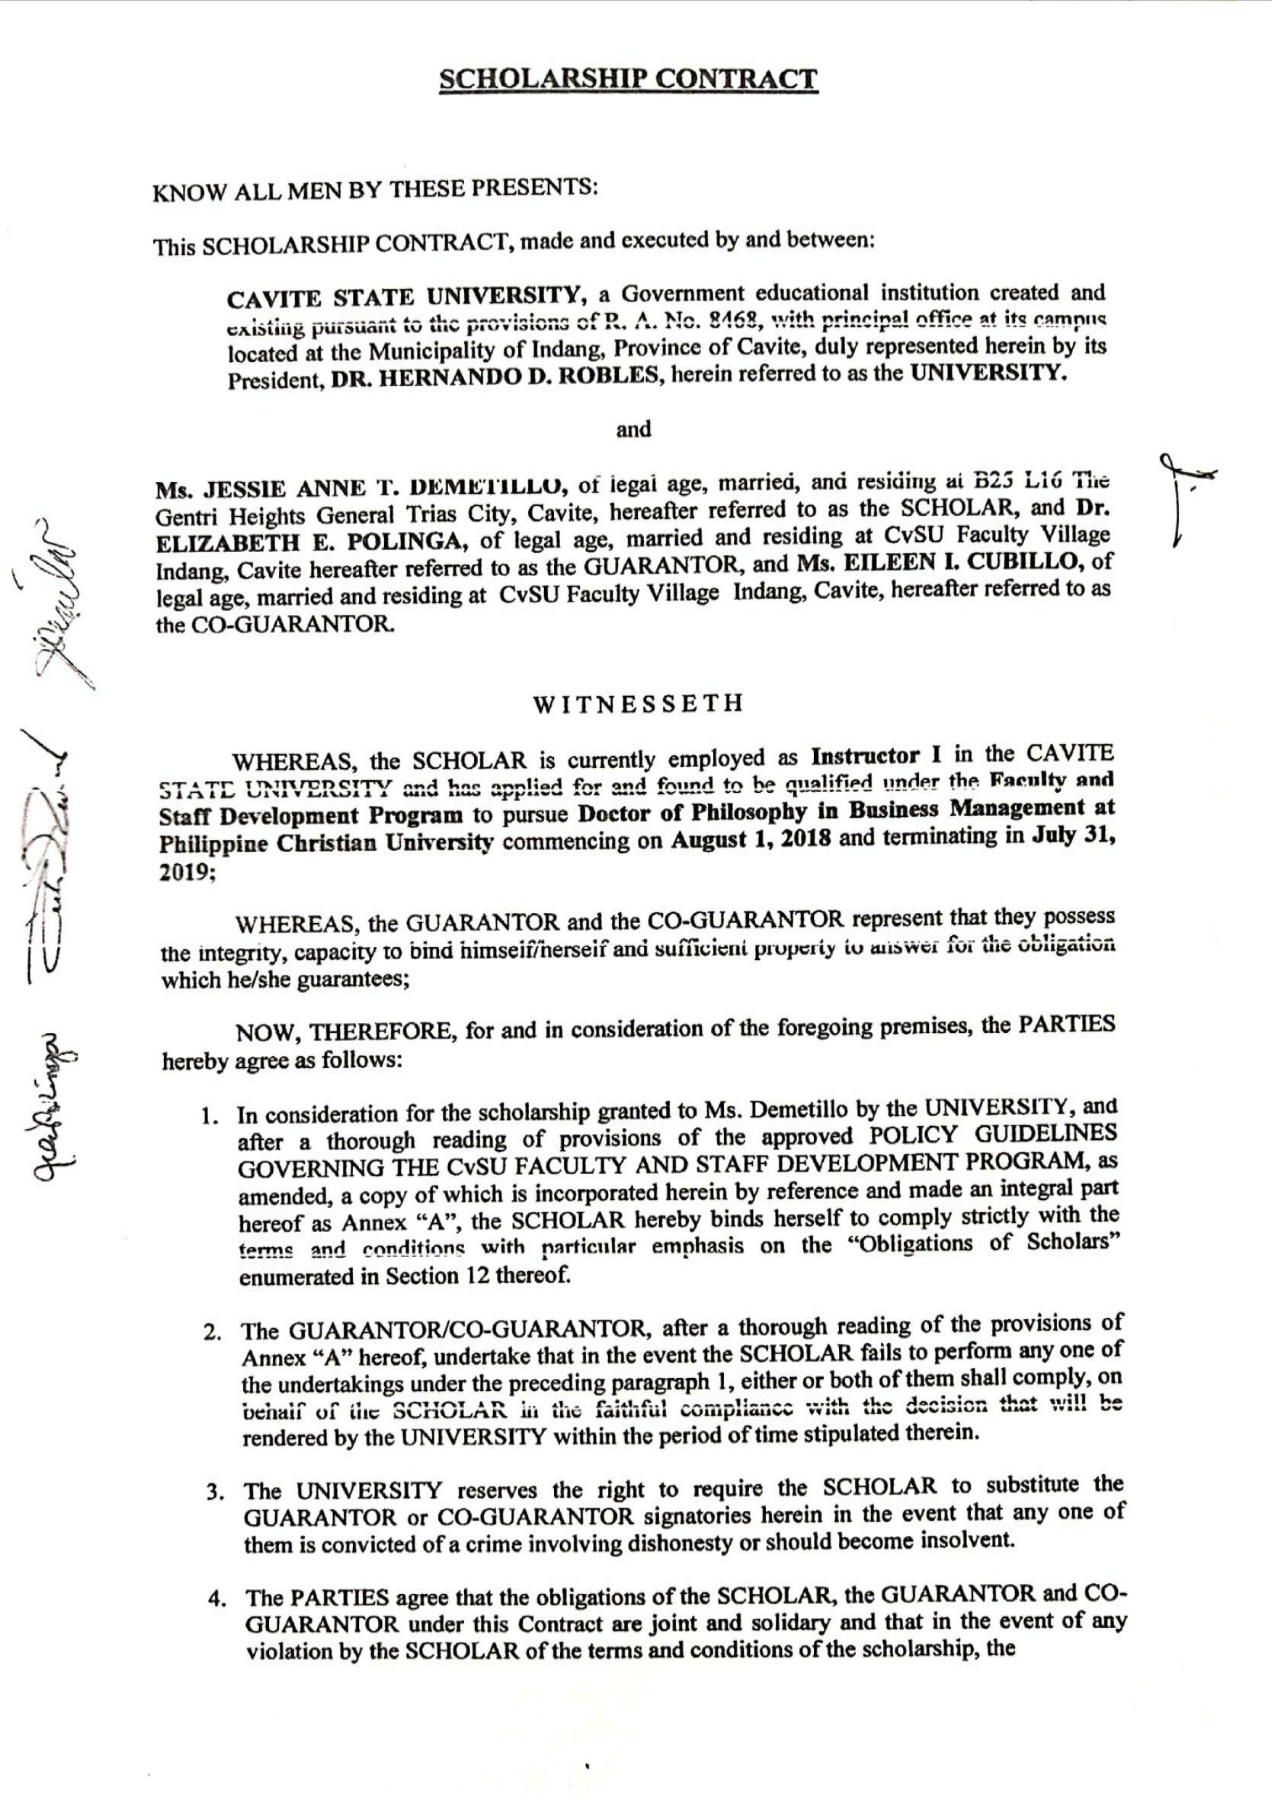 SCHOLARSHIP CONTRACT
KNOW ALL MEN BY THESE PRESENTS:
This SCHOLARSHIP CONTRACT, made and executed by and between:
CAVITE STATE UNIVERSITY, a Government educational institution created and
existing pursuant to the provisions of R. A. No. 8468, with principal office at its campus
located at the Municipality of Indang, Province of Cavite, duly represented herein by its
President, DR. HERNANDO D. ROBLES, herein referred to as the UNIVERSITY.
and
Ms. JESSIE ANNE T. DEMETILLO, of legal age, married, and residing at B25 L16 The
Gentri Heights General Trias City, Cavite, hereafter referred to as the SCHOLAR, and Dr.
ELIZABETH E. POLINGA, of legal age, married and residing at CvSU Faculty Village
Indang, Cavite hereafter referred to as the GUARANTOR, and Ms. EILEEN I. CUBILLO, of
legal age, married and residing at CvSU Faculty Village Indang, Cavite, hereafter referred to as
the CO-GUARANTOR.
WITNESSETH
WHEREAS, the SCHOLAR is currently employed as Instructor I in the CAVITE
STATE UNIVERSITY and has applied for and found to be qualified under the Faculty and
Staff Development Program to pursue Doctor of Philosophy in Business Management at
Philippine Christian University commencing on August 1, 2018 and terminating in July 31,
2019;
WHEREAS, the GUARANTOR and the CO-GUARANTOR represent that they possess
the integrity, capacity to bind himself/herself and sufficient property to answer for the obligation
which he/she guarantees;
NOW, THEREFORE, for and in consideration of the foregoing premises, the PARTIES
hereby agree as follows:
1. In consideration for the scholarship granted to Ms. Demetillo by the UNIVERSITY, and
after a thorough reading of provisions of the approved POLICY GUIDELINES
GOVERNING THE CvSU FACULTY AND STAFF DEVELOPMENT PROGRAM, as
amended, a copy of which is incorporated herein by reference and made an integral part
hereof as Annex “A”, the SCHOLAR hereby binds herself to comply strictly with the
terms and conditions with particular emphasis on the “Obligations of Scholars”
enumerated in Section 12 thereof.
2. The GUARANTOR/CO-GUARANTOR, after a thorough reading of the provisions of
Annex “A” hereof, undertake that in the event the SCHOLAR fails to perform any one of
the undertakings under the preceding paragraph 1, either or both of them shall comply, on
behalf of the SCHOLAR in the faithful compliance with the decision that will be
rendered by the UNIVERSITY within the period of time stipulated therein.
3. The UNIVERSITY reserves the right to require the SCHOLAR to substitute the
GUARANTOR or CO-GUARANTOR signatories herein in the event that any one of
them is convicted of a crime involving dishonesty or should become insolvent.
4. The PARTIES agree that the obligations of the SCHOLAR, the GUARANTOR and CO-
GUARANTOR under this Contract are joint and solidary and that in the event of any
violation by the SCHOLAR of the terms and conditions of the scholarship, the